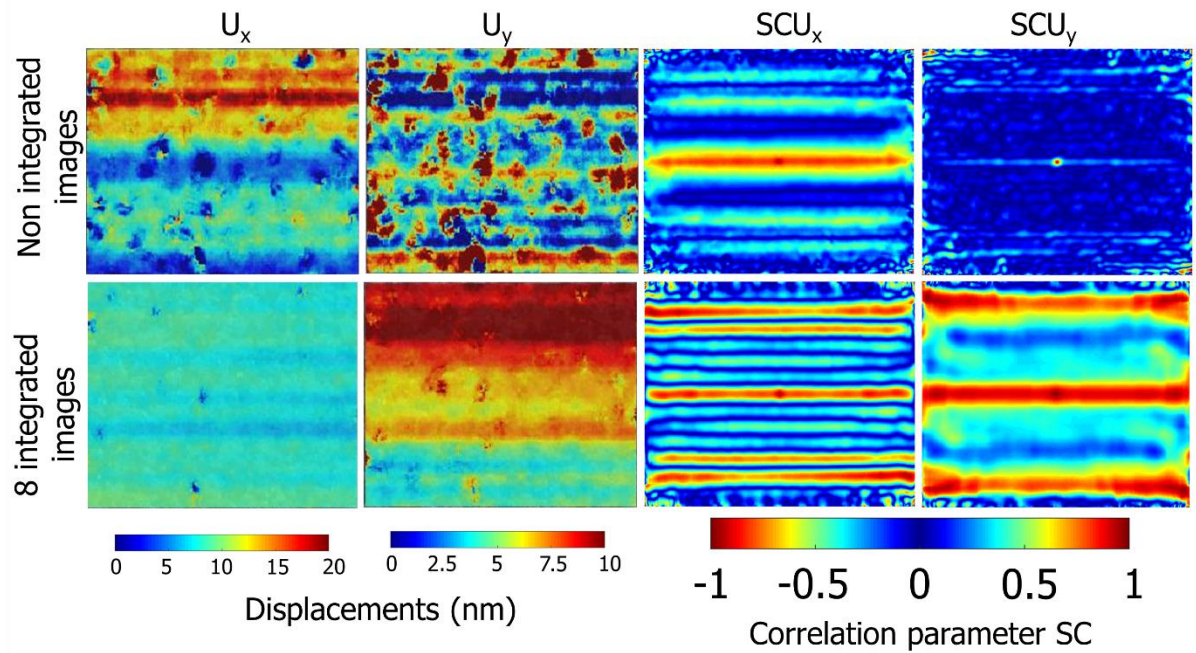 Ux Uy SCUx SCUy
Non integrated
images
8 integrated
images
0 5 10 15 20
0 2.5 5 7.5 10
-1 -0.5 0 0.5 1
Displacements (nm)
Correlation parameter SC